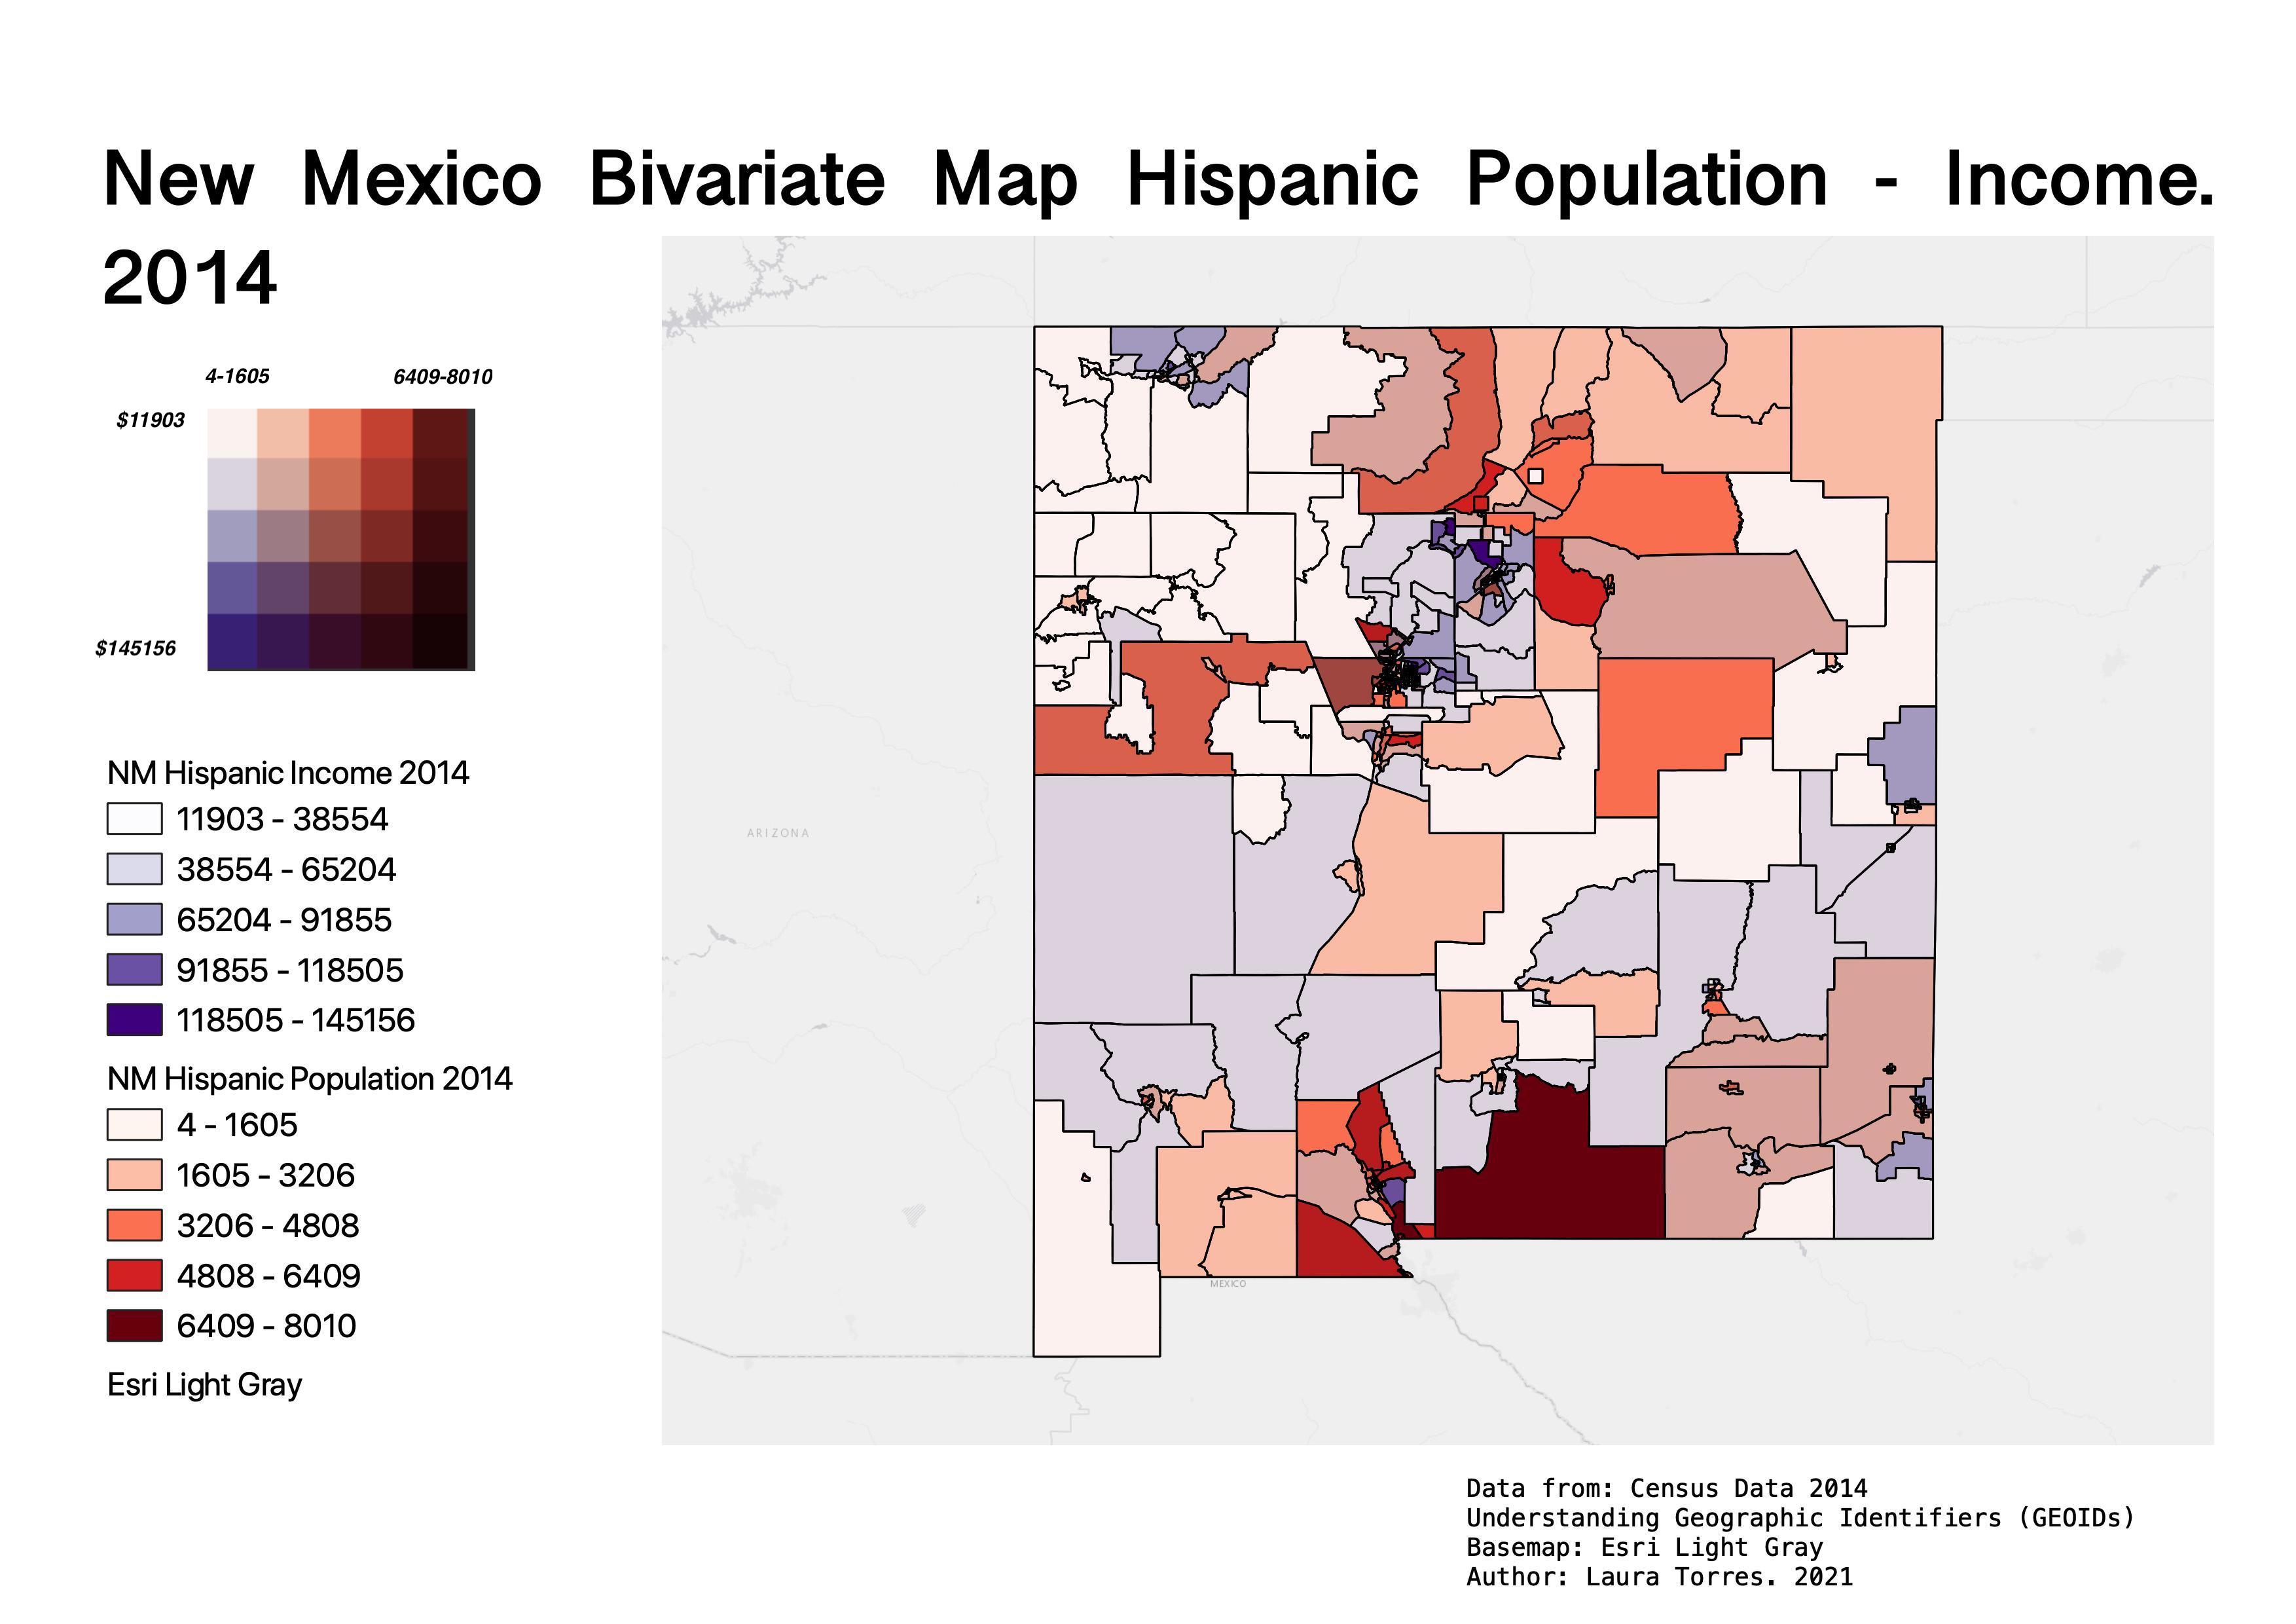 New Mexico Bivariate Map Hispanic Population - Income.
2014
4-1605
6409-8010
$11903
$145156
NM Hispanic Income 2014
11903 - 38554
38554 - 65204
65204 - 91855
91855 - 118505
118505 - 145156
NM Hispanic Population 2014
4 - 1605
1605 - 3206
3206 - 4808
4808 - 6409
6409 - 8010
Esri Light Gray
ARIZONA
MEXICO
Data from: Census Data 2014
Understanding Geographic Identifiers (GEOIDs)
Basemap: Esri Light Gray
Author: Laura Torres. 2021